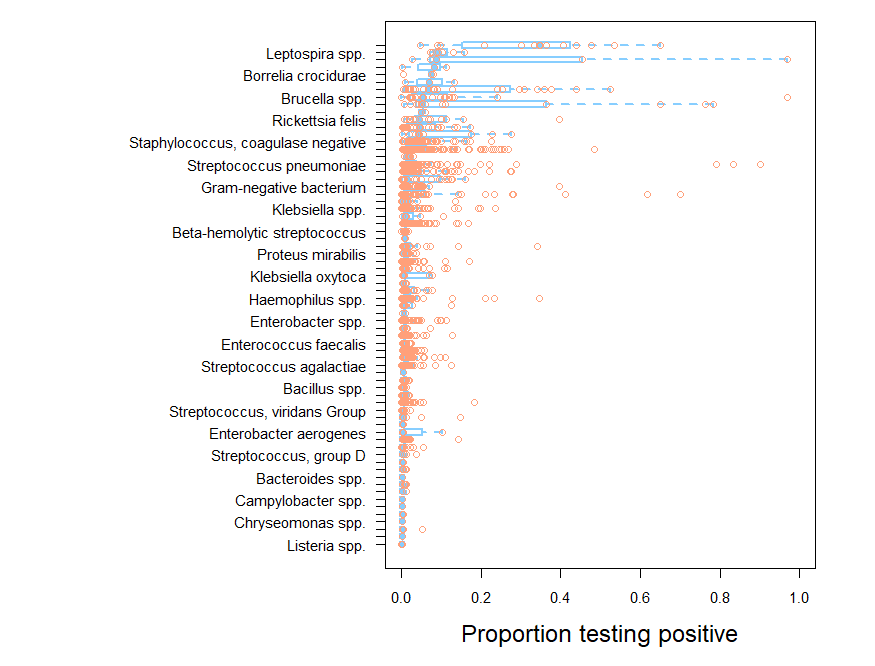 Leptospira spp.
Borrelia crocidurae
Brucella spp.
Rickettsia felis
Staphylococcus, coagulase negative
Streptococcus pneumoniae
Gram-negative bacterium
Klebsiella spp.
Beta-hemolytic streptococcus
Proteus mirabilis
Klebsiella oxytoca
Haemophilus spp.
Enterobacter spp.
Enterococcus faecalis
Streptococcus agalactiae
Bacillus spp.
Streptococcus, viridans Group
Enterobacter aerogenes
Streptococcus, group D
Bacteroides spp.
Campylobacter spp.
Chryseomonas spp.
Listeria spp.
0.0 0.2 0.4 0.6 0.8 1.0
Proportion testing positive